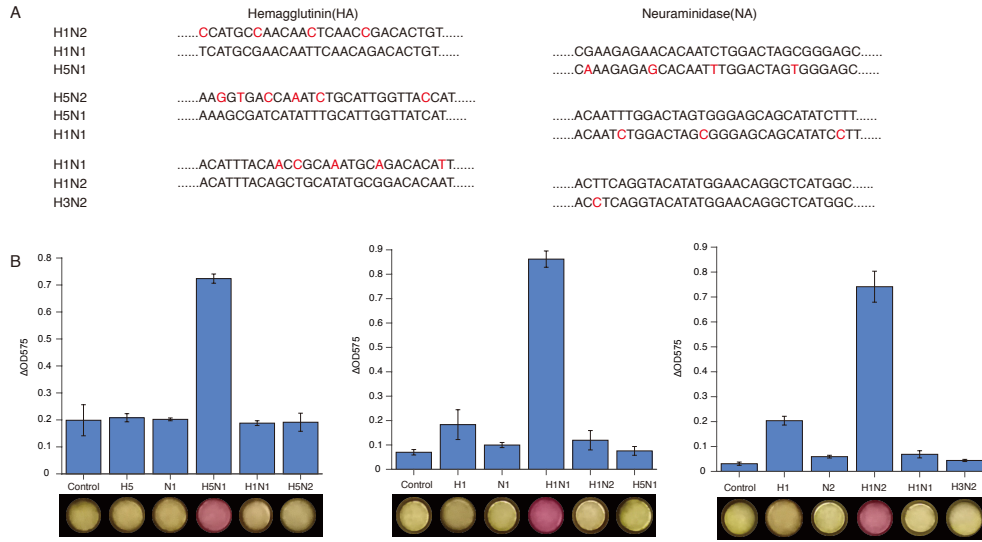 A
Hemagglutinin(HA) Neuraminidase(NA)
H1N2 ......CCATGCCAACAACTCAACCGACACTGT......
H1N1 ......TCATGCGAACAATTCAACAGACACTGT...... ......CGAAGAGAACACAATCTGGACTAGCGGGAGC......
H5N1 ......CAAAGAGAGCACAATTTGGACTAGTGGGAGC......
H5N2 ......AAGGTGACCAAATCTGCATTGGTTACCAT......
H5N1 ......AAAGCGATCATATTTGCATTGGTTATCAT...... ......ACAATTTGGACTAGTGGGAGCAGCATATCTTT......
H1N1 ......ACAATCTGGACTAGCGGGAGCAGCATATCCTT......
H1N1 ......ACATTTACAACCGCAAATGCAGACACATT......
H1N2 ......ACATTTACAGCTGCATATGCGGACACAAT...... ......ACTTCAGGTACATATGGAACAGGCTCATGGC......
H3N2 ......ACCTCAGGTACATATGGAACAGGCTCATGGC......
B
ΔOD575
0.8
0.7
0.6
0.5
0.4
0.3
0.2
0.1
0
Control H5 N1 H5N1 H1N1 H5N2
ΔOD575
0.9
0.8
0.7
0.6
0.5
0.4
0.3
0.2
0.1
0
Control H1 N1 H1N1 H1N2 H5N1
ΔOD575
0.9
0.8
0.7
0.6
0.5
0.4
0.3
0.2
0.1
0
Control H1 N2 H1N2 H1N1 H3N2